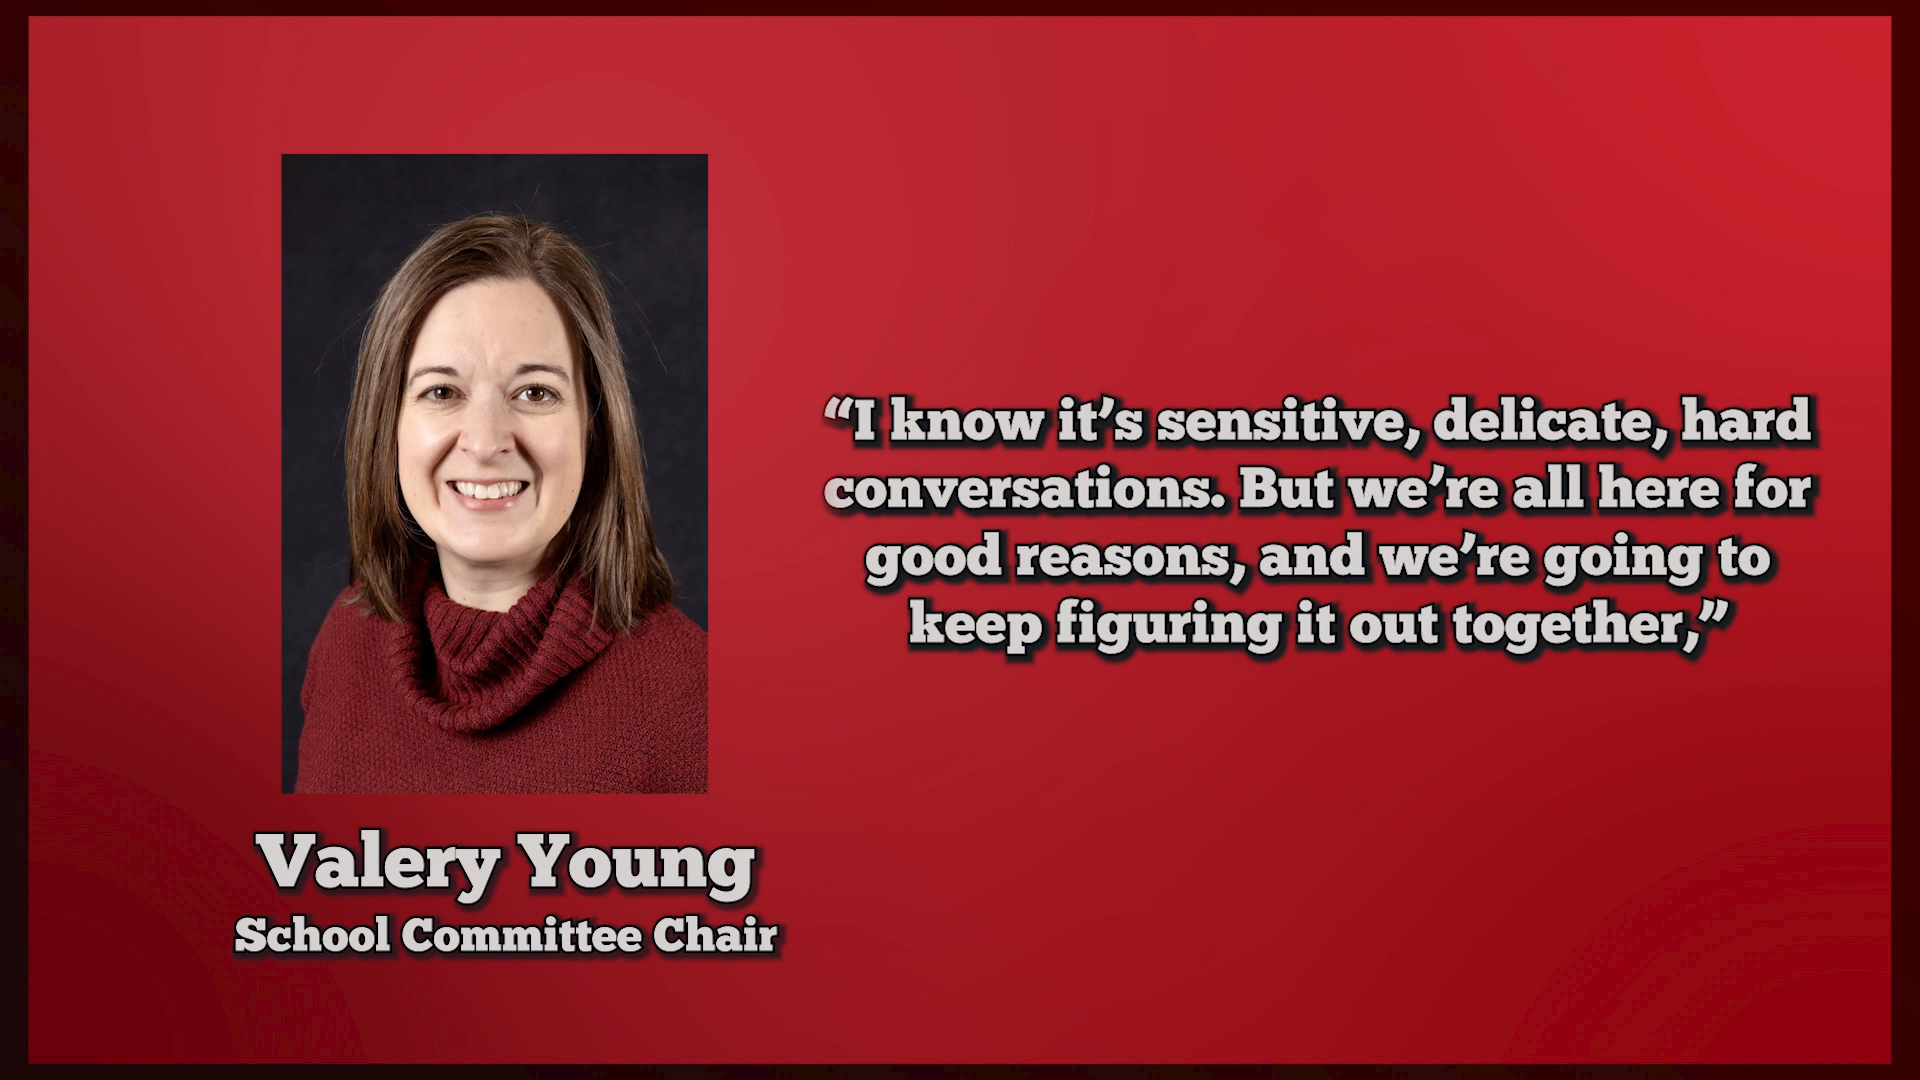 “I know it’s sensitive, delicate, hard
conversations. But we’re all here for
good reasons, and we’re going to
keep figuring it out together,”
Valery Young
School Committee Chair